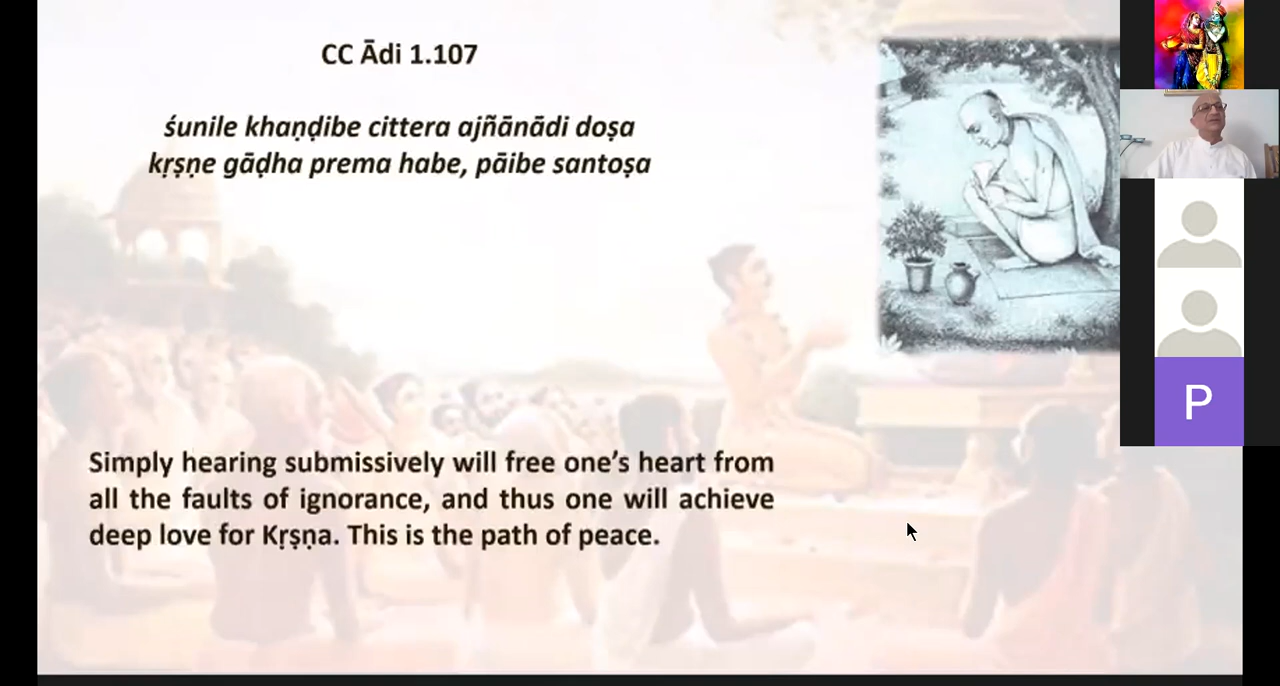 CC Ādi 1.107
śunile khaṇḍibe cittera ajñānādi doṣa
kṛṣṇe gāḍha prema habe, pāibe santoṣa
Simply hearing submissively will free one’s heart from
all the faults of ignorance, and thus one will achieve
deep love for Kṛṣṇa. This is the path of peace.
P